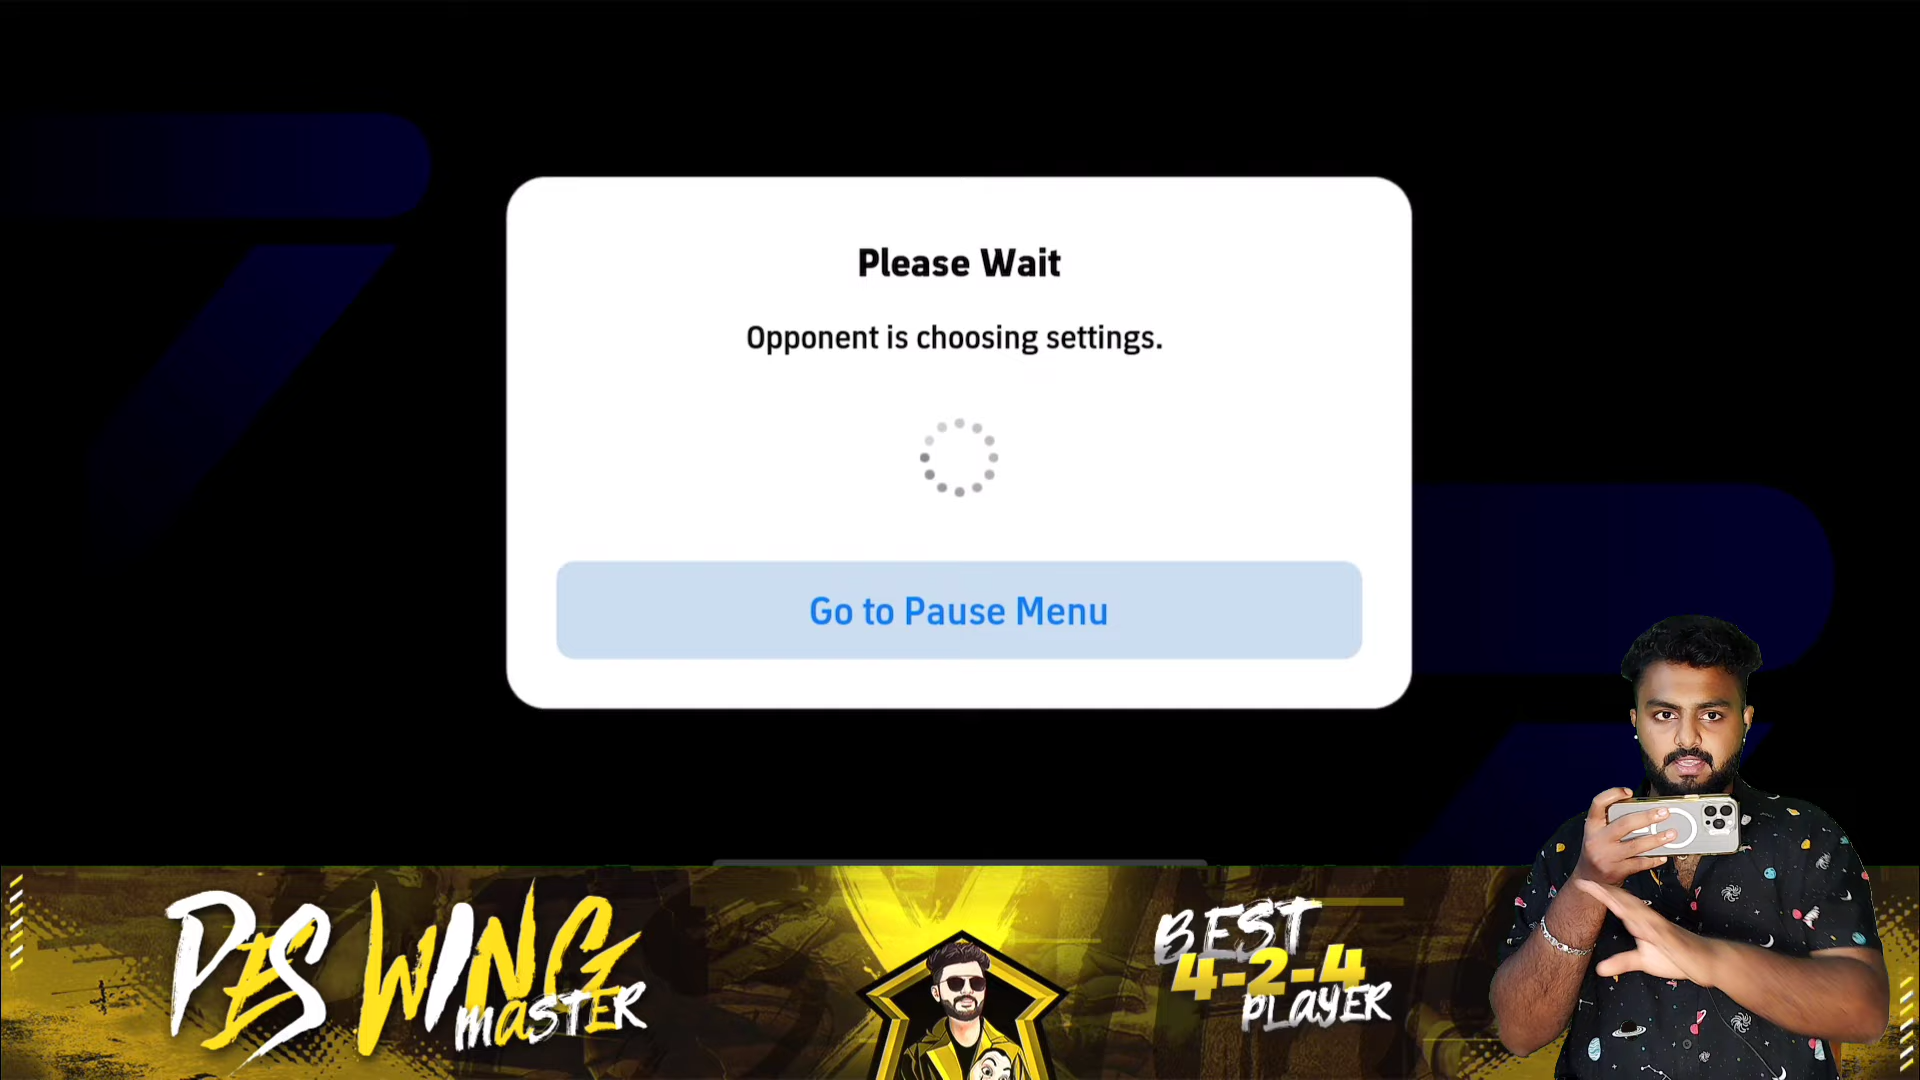 Please Wait
Opponent is choosing settings.
Go to Pause Menu
PES WING
MASTER
BEST
4-2-4
PLAYER